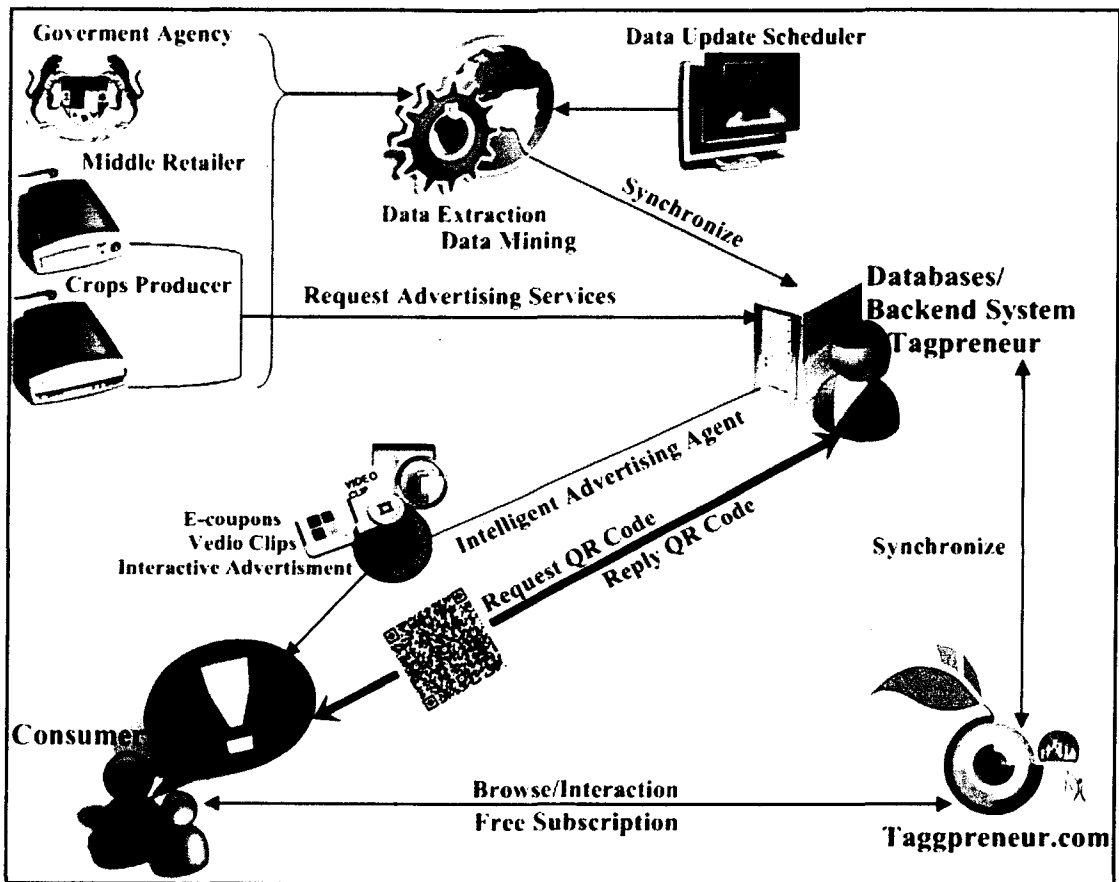 Goverment Agency
Data Update Scheduler
Middle Retailer
Data Extraction
Data Mining
Synchronize
Crops Producer
Request Advertising Services
Databases/
Backend System
Tagpreneur
VIDEO
CLIP
E-coupons
Vedio Clips
Interactive Advertisment
Intelligent Advertising Agent
Request QR Code
Reply QR Code
Synchronize
Consumer
Browse/Interaction
Free Subscription
Taggpreneur.com